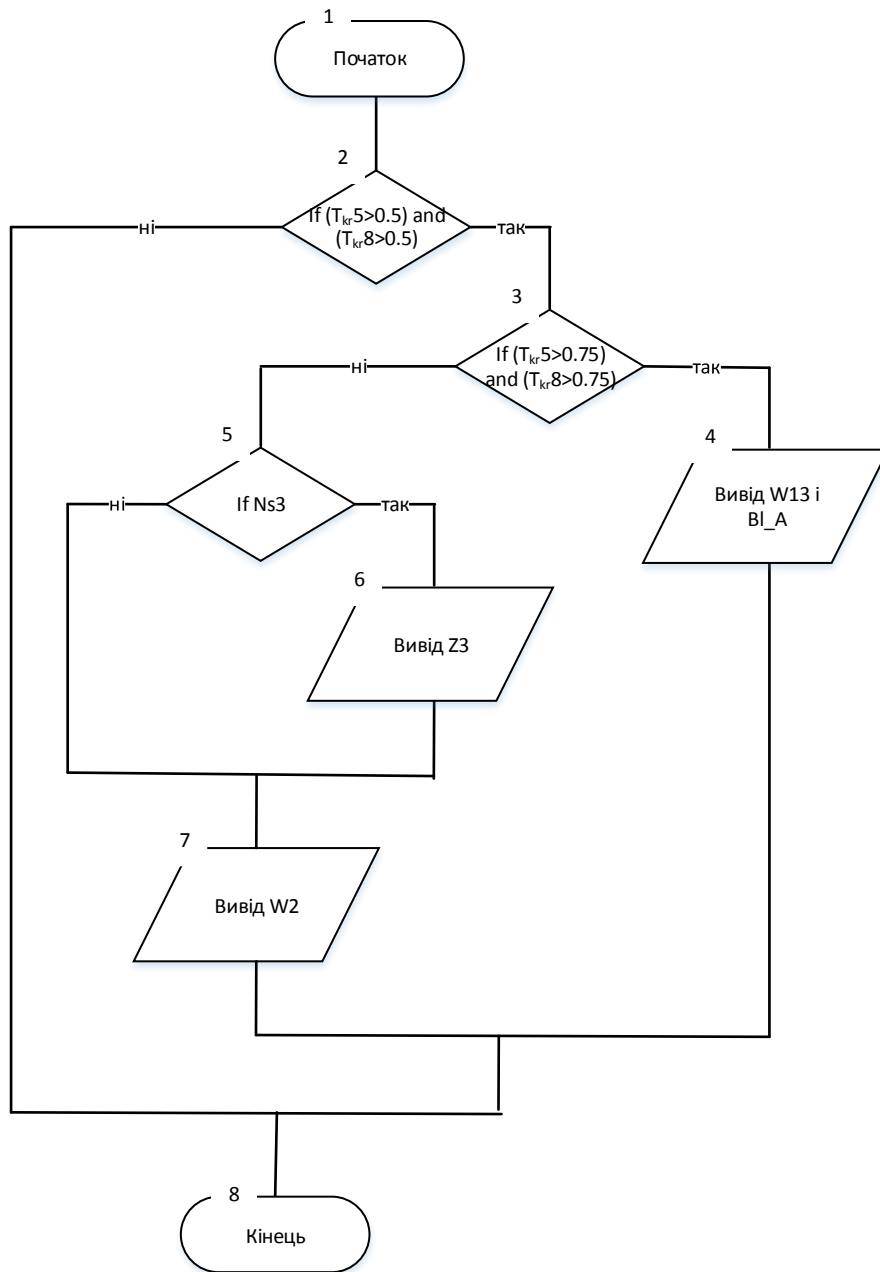 1
Початок
2
If (Tkr5>0.5) and
(Tkr8>0.5)
ні
так
3
If (Tkr5>0.75)
and (Tkr8>0.75)
ні
так
5
If Ns3
ні
так
4
Вивід W13 і
Bl_A
6
Вивід Z3
7
Вивід W2
8
Кінець